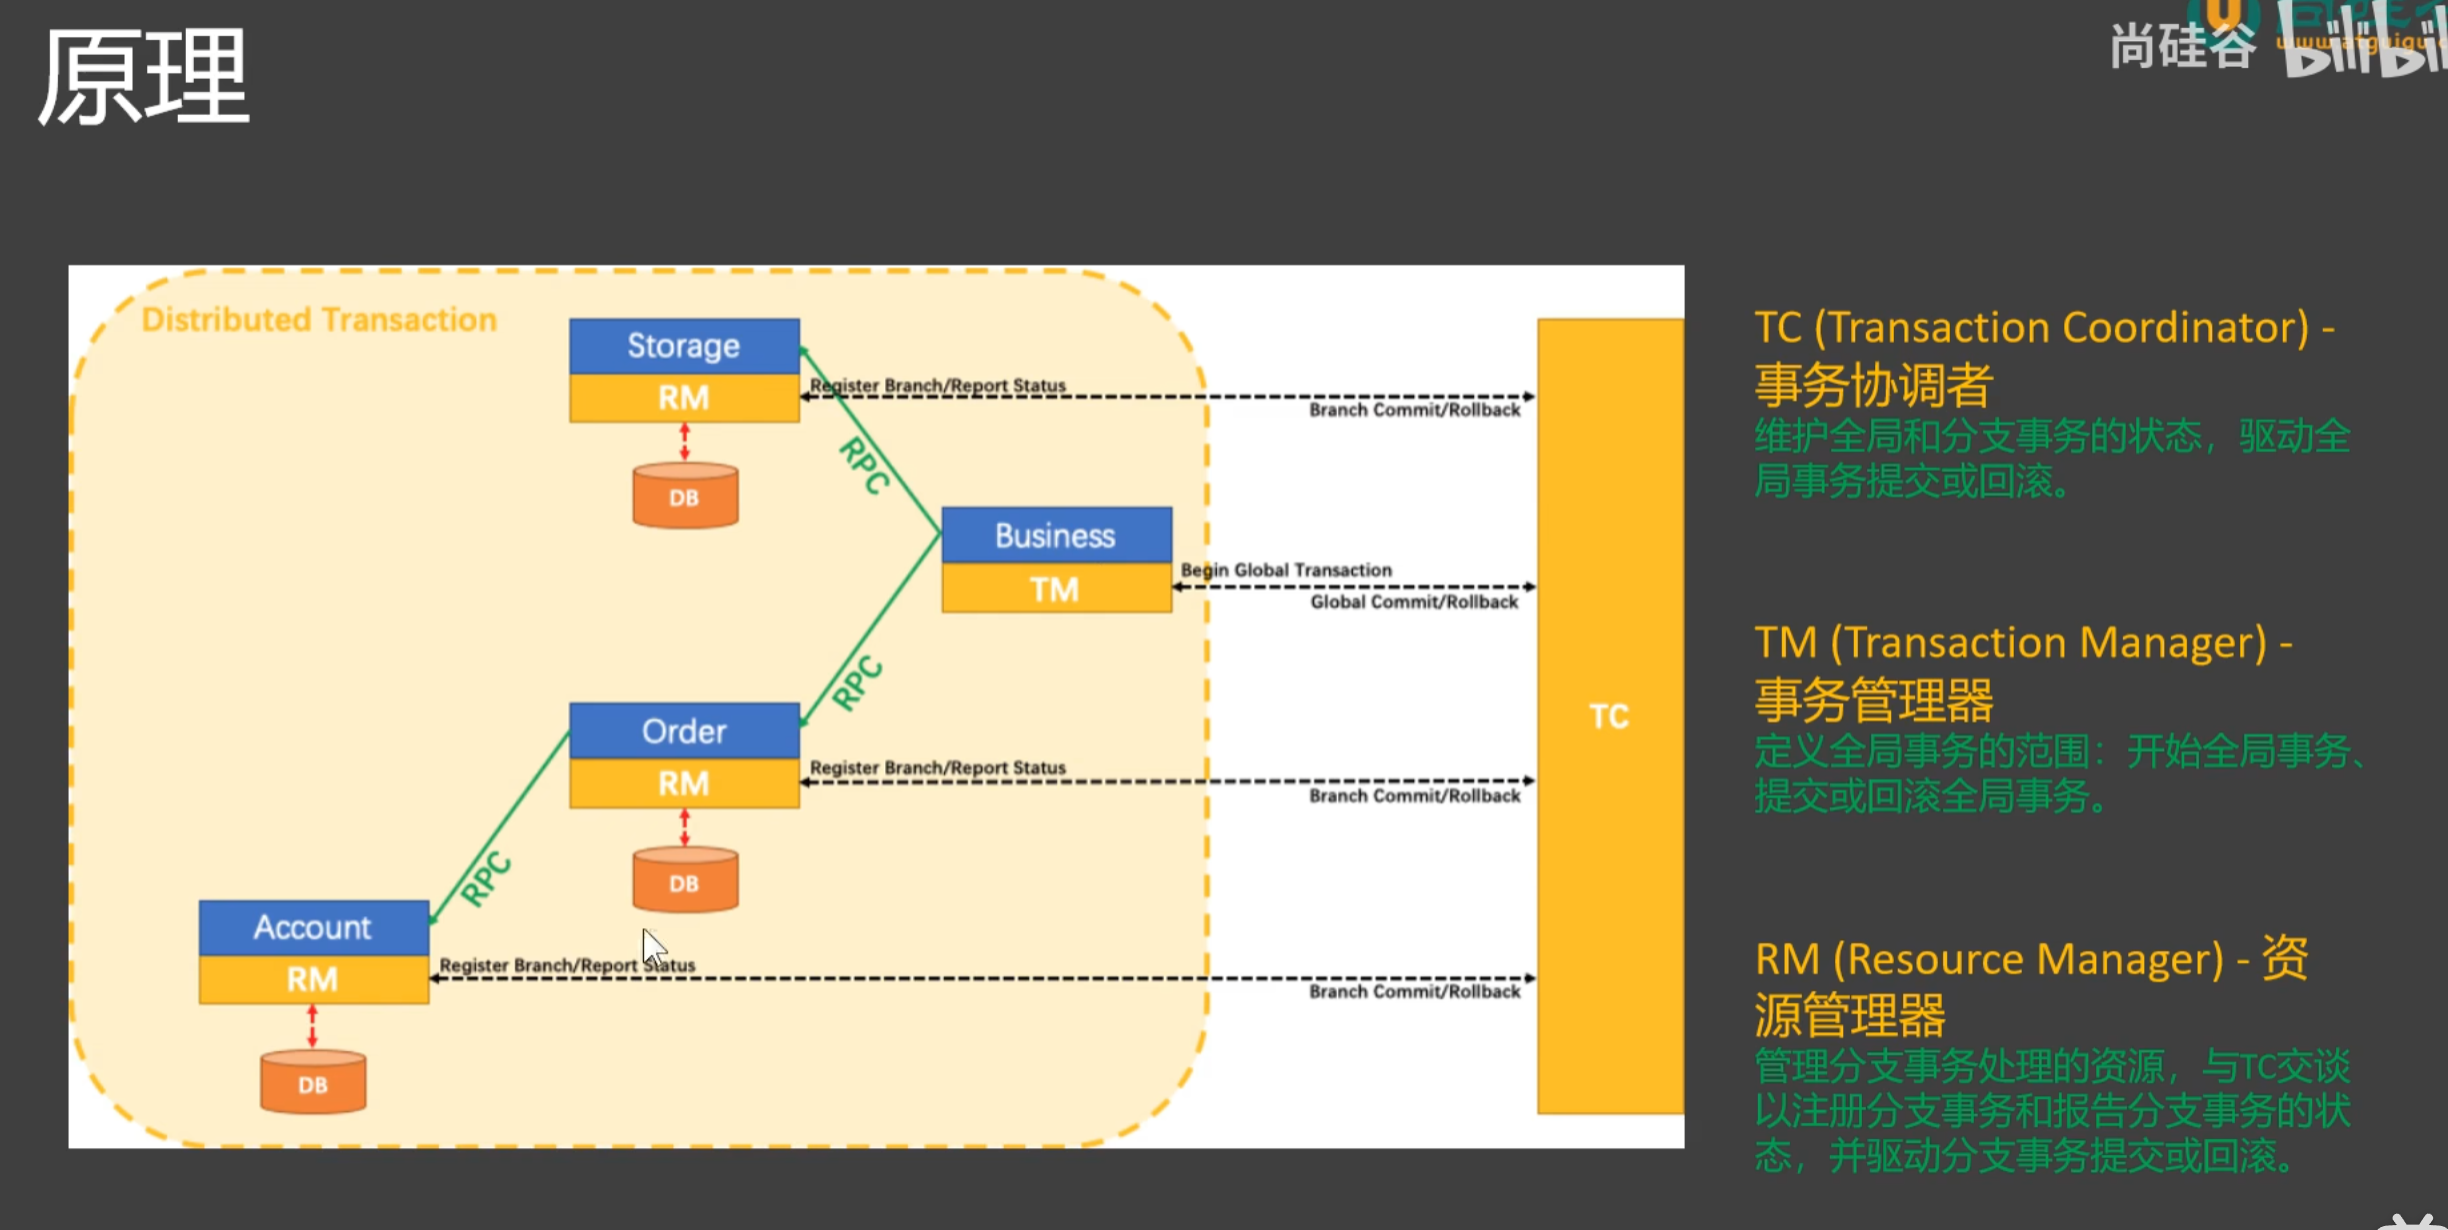 原理
尚硅谷
bilibili
Distributed Transaction
Storage
RM
Register Branch/Report Status
Branch Commit/Rollback
DB
RPC
Business
TM
Begin Global Transaction
Global Commit/Rollback
RPC
Order
RM
Register Branch/Report Status
Branch Commit/Rollback
DB
RPC
Account
RM
Register Branch/Report Status
Branch Commit/Rollback
DB
TC
TC (Transaction Coordinator) -
事务协调者
维护全局和分支事务的状态，驱动全
局事务提交或回滚。
TM (Transaction Manager) -
事务管理器
定义全局事务的范围：开始全局事务、
提交或回滚全局事务。
RM (Resource Manager) - 资
源管理器
管理分支事务处理的资源，与TC交谈
以注册分支事务和报告分支事务的状
态，并驱动分支事务提交或回滚。